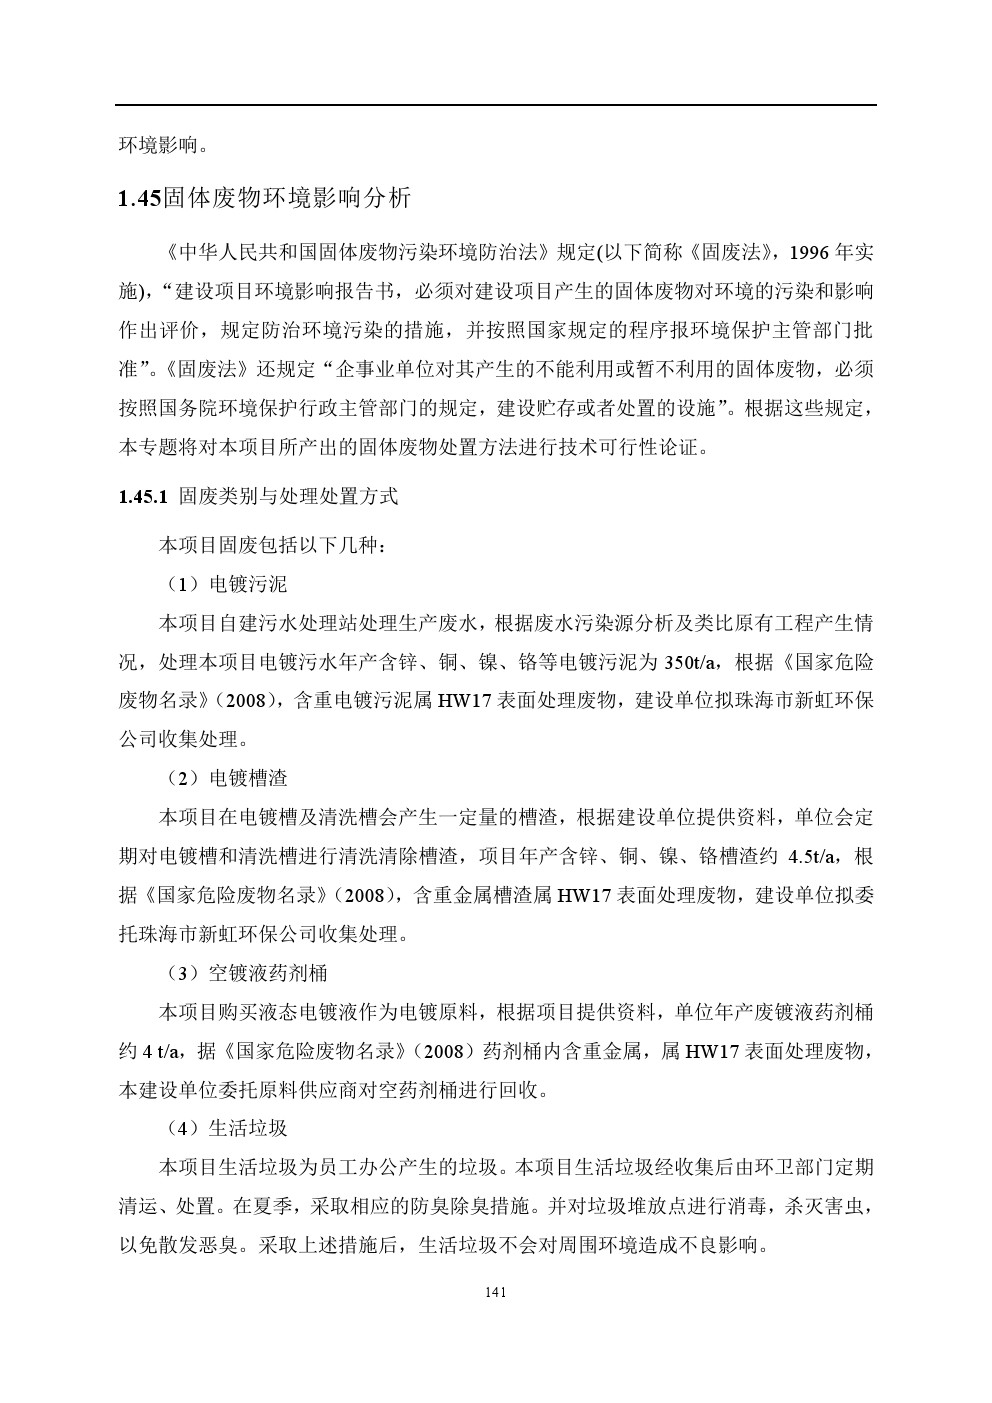 环境影响。
1.45固体废物环境影响分析
《中华人民共和国固体废物污染环境防治法》规定(以下简称《固废法》，1996 年实
施)，“建设项目环境影响报告书，必须对建设项目产生的固体废物对环境的污染和影响
作出评价，规定防治环境污染的措施，并按照国家规定的程序报环境保护主管部门批
准”。《固废法》还规定“企事业单位对其产生的不能利用或暂不利用的固体废物，必须
按照国务院环境保护行政主管部门的规定，建设贮存或者处置的设施”。根据这些规定，
本专题将对本项目所产出的固体废物处置方法进行技术可行性论证。
1.45.1 固废类别与处理处置方式
本项目固废包括以下几种：
（1）电镀污泥
本项目自建污水处理站处理生产废水，根据废水污染源分析及类比原有工程产生情
况，处理本项目电镀污水年产含锌、铜、镍、铬等电镀污泥为 350t/a，根据《国家危险
废物名录》（2008），含重电镀污泥属 HW17 表面处理废物，建设单位拟珠海市新虹环保
公司收集处理。
（2）电镀槽渣
本项目在电镀槽及清洗槽会产生一定量的槽渣，根据建设单位提供资料，单位会定
期对电镀槽和清洗槽进行清洗清除槽渣，项目年产含锌、铜、镍、铬槽渣约 4.5t/a，根
据《国家危险废物名录》（2008），含重金属槽渣属 HW17 表面处理废物，建设单位拟委
托珠海市新虹环保公司收集处理。
（3）空镀液药剂桶
本项目购买液态电镀液作为电镀原料，根据项目提供资料，单位年产废镀液药剂桶
约 4 t/a，据《国家危险废物名录》（2008）药剂桶内含重金属，属 HW17 表面处理废物，
本建设单位委托原料供应商对空药剂桶进行回收。
（4）生活垃圾
本项目生活垃圾为员工办公产生的垃圾。本项目生活垃圾经收集后由环卫部门定期
清运、处置。在夏季，采取相应的防臭除臭措施。并对垃圾堆放点进行消毒，杀灭害虫，
以免散发恶臭。采取上述措施后，生活垃圾不会对周围环境造成不良影响。
141